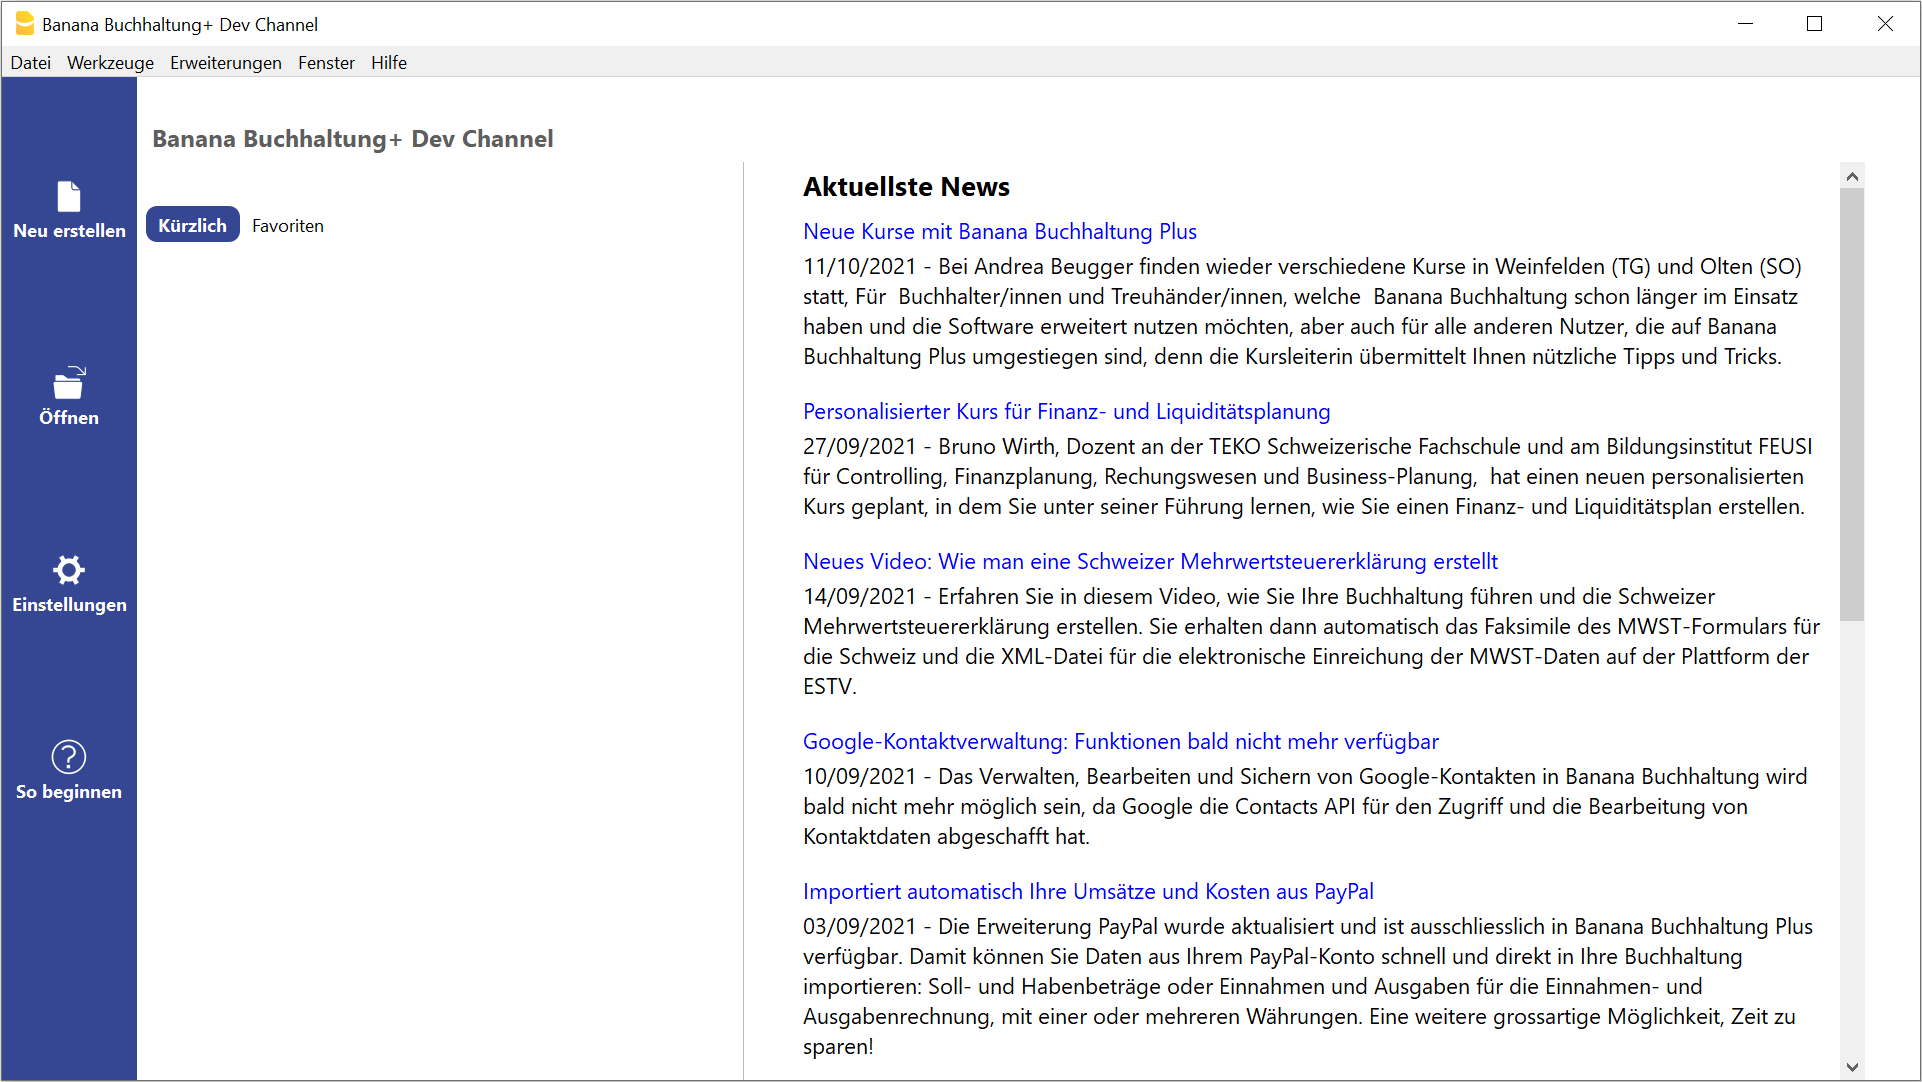 Banana Buchhaltung+ Dev Channel
Datei Werkzeuge Erweiterungen Fenster Hilfe
Neu erstellen
Öffnen
Einstellungen
So beginnen
Banana Buchhaltung+ Dev Channel
Kürzlich Favoriten
Aktuellste News
Neue Kurse mit Banana Buchhaltung Plus
11/10/2021 - Bei Andrea Beugger finden wieder verschiedene Kurse in Weinfelden (TG) und Olten (SO)
statt, Für  Buchhalter/innen und Treuhänder/innen, welche  Banana Buchhaltung schon länger im Einsatz
haben und die Software erweitert nutzen möchten, aber auch für alle anderen Nutzer, die auf Banana
Buchhaltung Plus umgestiegen sind, denn die Kursleiterin übermittelt Ihnen nützliche Tipps und Tricks.
Personalisierter Kurs für Finanz- und Liquiditätsplanung
27/09/2021 - Bruno Wirth, Dozent an der TEKO Schweizerische Fachschule und am Bildungsinstitut FEUSI
für Controlling, Finanzplanung, Rechungswesen und Business-Planung,  hat einen neuen personalisierten
Kurs geplant, in dem Sie unter seiner Führung lernen, wie Sie einen Finanz- und Liquiditätsplan erstellen.
Neues Video: Wie man eine Schweizer Mehrwertsteuererklärung erstellt
14/09/2021 - Erfahren Sie in diesem Video, wie Sie Ihre Buchhaltung führen und die Schweizer
Mehrwertsteuererklärung erstellen. Sie erhalten dann automatisch das Faksimile des MWST-Formulars für
die Schweiz und die XML-Datei für die elektronische Einreichung der MWST-Daten auf der Plattform der
ESTV.
Google-Kontaktverwaltung: Funktionen bald nicht mehr verfügbar
10/09/2021 - Das Verwalten, Bearbeiten und Sichern von Google-Kontakten in Banana Buchhaltung wird
bald nicht mehr möglich sein, da Google die Contacts API für den Zugriff und die Bearbeitung von
Kontaktdaten abgeschafft hat.
Importiert automatisch Ihre Umsätze und Kosten aus PayPal
03/09/2021 - Die Erweiterung PayPal wurde aktualisiert und ist ausschliesslich in Banana Buchhaltung Plus
verfügbar. Damit können Sie Daten aus Ihrem PayPal-Konto schnell und direkt in Ihre Buchhaltung
importieren: Soll- und Habenbeträge oder Einnahmen und Ausgaben für die Einnahmen- und
Ausgabenrechnung, mit einer oder mehreren Währungen. Eine weitere grossartige Möglichkeit, Zeit zu
sparen!